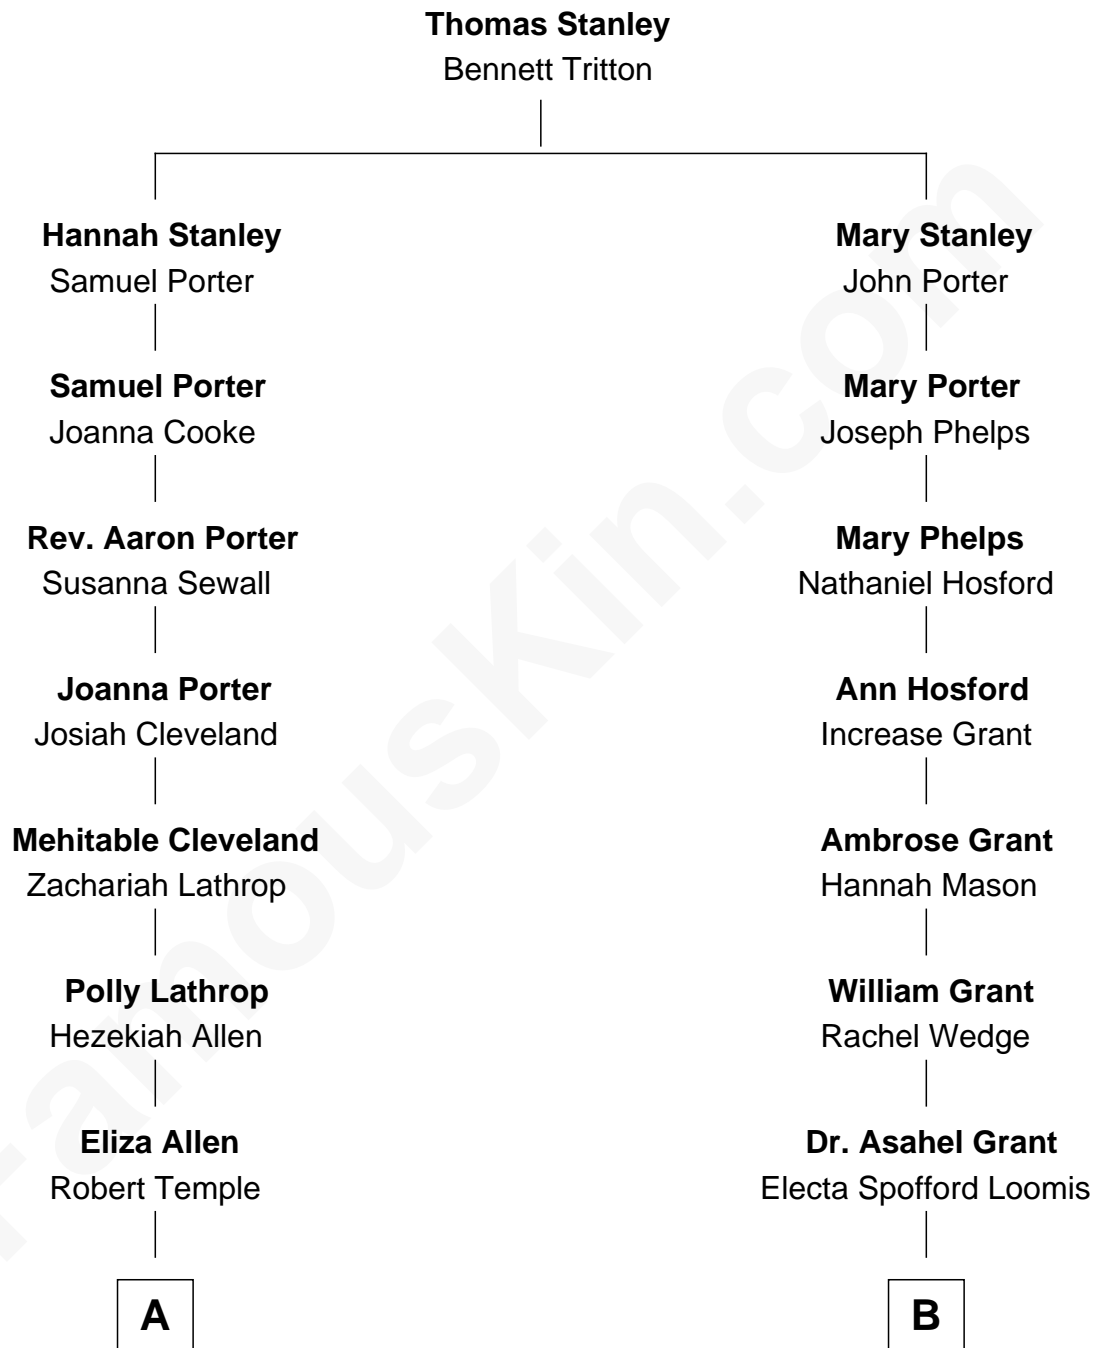 Thomas Stanley
Bennett Tritton
Hannah Stanley
Samuel Porter
Mary Stanley
John Porter
Samuel Porter
Joanna Cooke
Mary Porter
Joseph Phelps
Rev. Aaron Porter
Susanna Sewall
Mary Phelps
Nathaniel Hosford
Joanna Porter
Josiah Cleveland
Ann Hosford
Increase Grant
Mehitable Cleveland
Zachariah Lathrop
Ambrose Grant
Hannah Mason
Polly Lathrop
Hezekiah Allen
William Grant
Rachel Wedge
Eliza Allen
Robert Temple
Dr. Asahel Grant
Electa Spofford Loomis
A
B
FamousKin.com